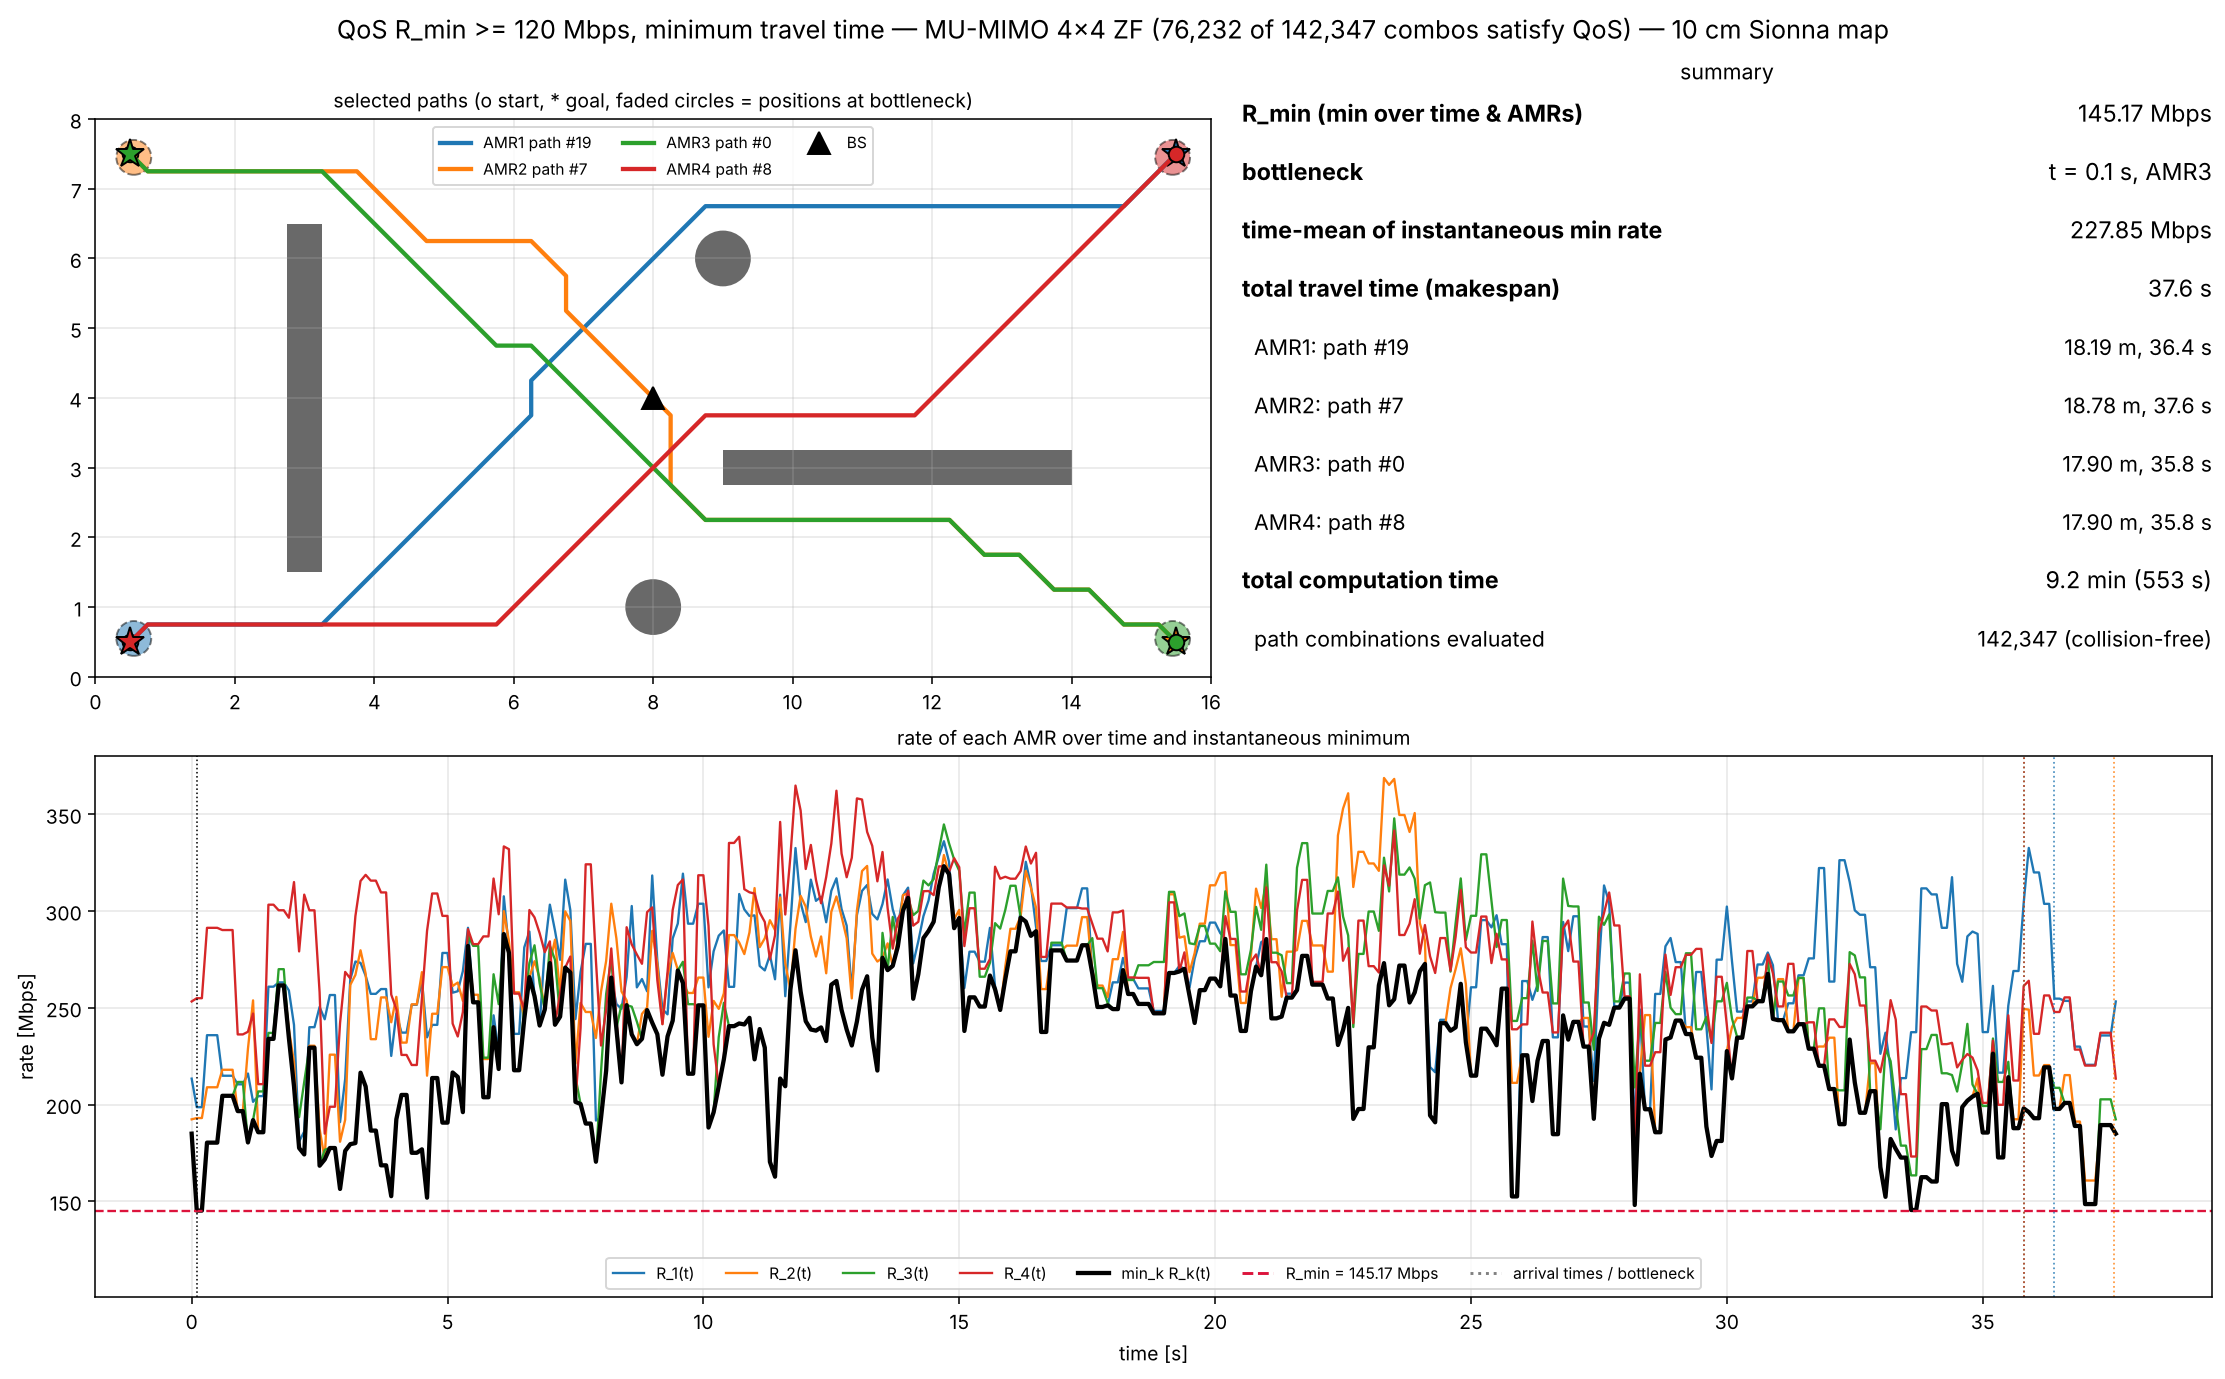 QoS R_min >= 120 Mbps, minimum travel time — MU-MIMO 4×4 ZF (76,232 of 142,347 combos satisfy QoS) — 10 cm Sionna map
selected paths (o start, * goal, faded circles = positions at bottleneck)
AMR1 path #19
AMR2 path #7
AMR3 path #0
AMR4 path #8
BS
8
7
6
5
4
3
2
1
0
0 2 4 6 8 10 12 14 16
summary
R_min (min over time & AMRs) 145.17 Mbps
bottleneck t = 0.1 s, AMR3
time-mean of instantaneous min rate 227.85 Mbps
total travel time (makespan) 37.6 s
AMR1: path #19 18.19 m, 36.4 s
AMR2: path #7 18.78 m, 37.6 s
AMR3: path #0 17.90 m, 35.8 s
AMR4: path #8 17.90 m, 35.8 s
total computation time 9.2 min (553 s)
path combinations evaluated 142,347 (collision-free)
rate of each AMR over time and instantaneous minimum
rate [Mbps]
350
300
250
200
150
R_1(t) R_2(t) R_3(t) R_4(t) min_k R_k(t) R_min = 145.17 Mbps arrival times / bottleneck
0 5 10 15 20 25 30 35
time [s]